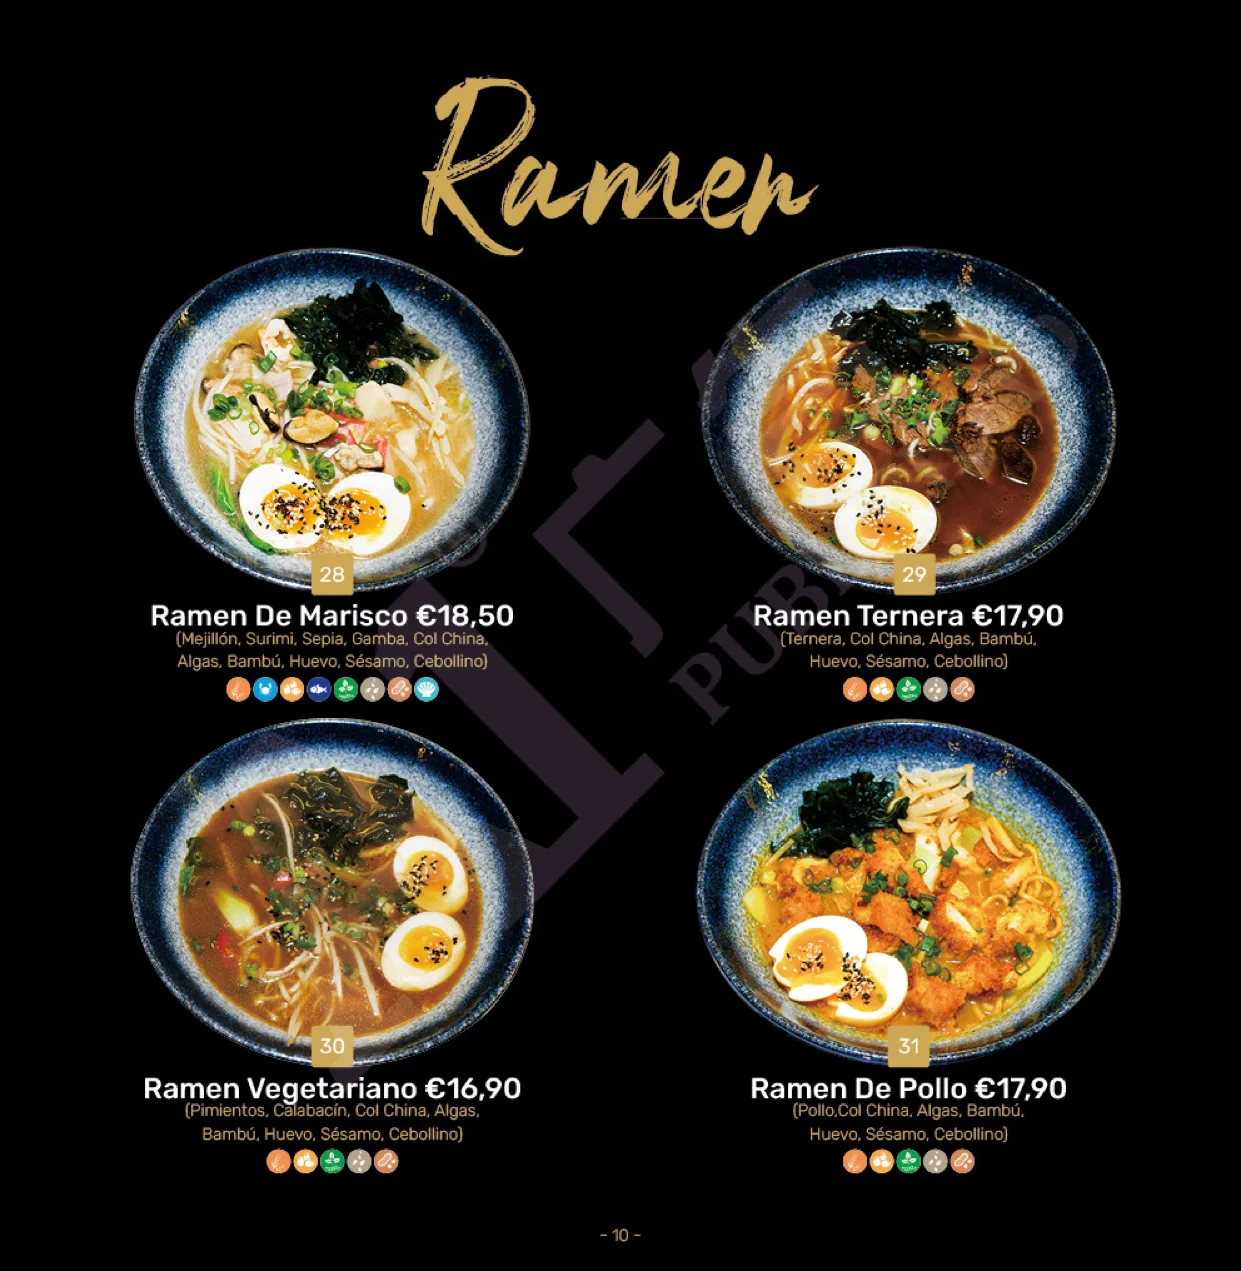 Ramen
28
Ramen De Marisco €18,50
(Mejillón, Surimi, Sepia, Gamba, Col China,
Algas, Bambú, Huevo, Sésamo, Cebollino)
29
Ramen Ternera €17,90
(Ternera, Col China, Algas, Bambú,
Huevo, Sésamo, Cebollino)
30
Ramen Vegetariano €16,90
(Pimientos, Calabacín, Col China, Algas,
Bambú, Huevo, Sésamo, Cebollino)
31
Ramen De Pollo €17,90
(Pollo,Col China, Algas, Bambú,
Huevo, Sésamo, Cebollino)
- 10 -